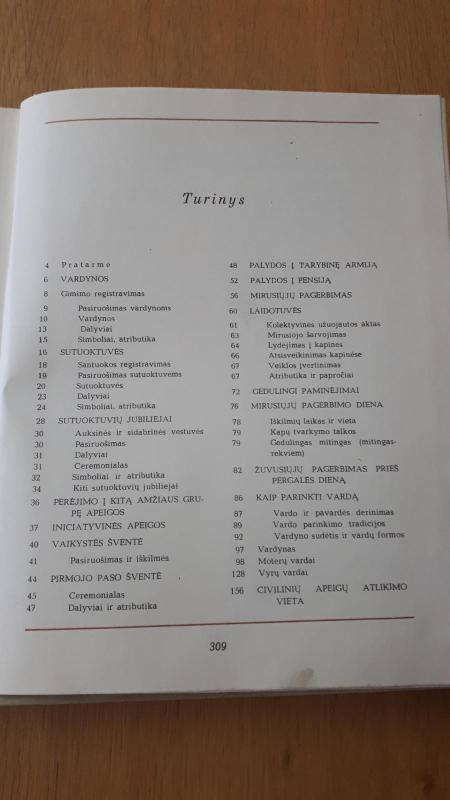 Turinys
4 Pratarmė
6 VARDYNOS
8 Gimimo registravimas
9 Pasiruošimas vardynoms
10 Vardynos
13 Dalyviai
15 Simboliai, atributika
16 SUTUOKTUVĖS
18 Santuokos registravimas
19 Pasiruošimas sutuoktuvėms
20 Sutuoktuvės
23 Dalyviai
24 Simboliai, atributika
28 SUTUOKTUVIŲ JUBILIEJAI
30 Auksinės ir sidabrinės vestuvės
30 Pasiruošimas
31 Dalyviai
31 Ceremonialas
32 Simboliai ir atributika
34 Kiti sutuoktuvių jubiliejai
36 PERĖJIMO Į KITĄ AMŽIAUS GRU-
PĘ APEIGOS
37 INICIATYVINĖS APEIGOS
40 VAIKYSTĖS ŠVENTĖ
41 Pasiruošimas ir iškilmės
44 PIRMOJO PASO ŠVENTĖ
45 Ceremonialas
47 Dalyviai ir atributika
48 PALYDOS Į TARYBINĘ ARMIJĄ
52 PALYDOS Į PENSIJĄ
56 MIRUSIŲJŲ PAGERBIMAS
60 LAIDOTUVĖS
61 Kolektyvinės užuojautos aktas
63 Mirusiojo šarvojimas
64 Lydėjimas į kapines
66 Atsisveikinimas kapinėse
67 Veiklos įvertinimas
67 Atributika ir papročiai
72 GEDULINGI PAMINĖJIMAI
76 MIRUSIŲJŲ PAGERBIMO DIENA
78 Iškilmių laikas ir vieta
79 Kapų tvarkymo talkos
79 Gedulingas mitingas (mitingas-
rekviem)
82 ŽUVUSIŲJŲ PAGERBIMAS PRIEŠ
PERGALĖS DIENĄ
86 KAIP PARINKTI VARDĄ
87 Vardo ir pavardės derinimas
89 Vardo parinkimo tradicijos
92 Vardyno sudėtis ir vardų formos
97 Vardynas
98 Moterų vardai
128 Vyrų vardai
156 CIVILINIŲ APEIGŲ ATLIKIMO
VIETA
309